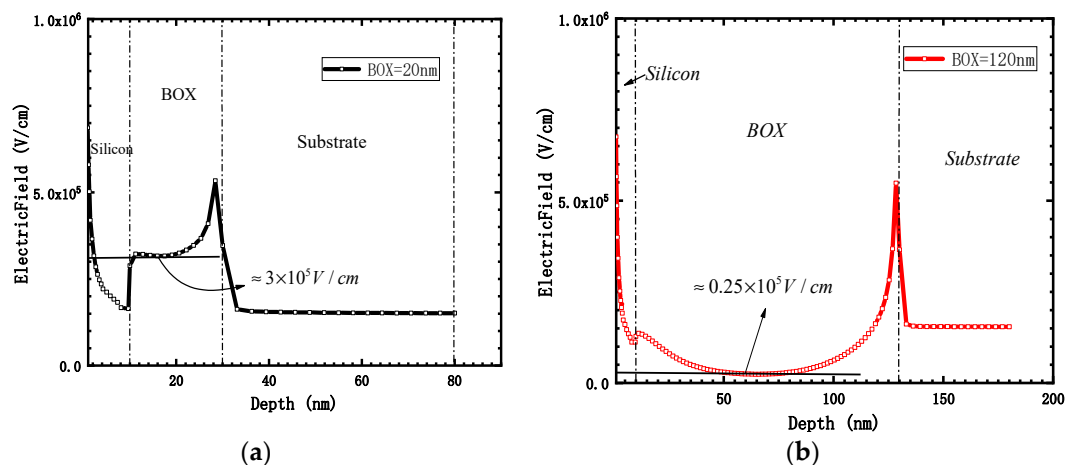 1.0x10⁶
BOX=20nm
BOX
Silicon
Substrate
5.0x10⁵
≈3×10⁵V / cm
0.0
20
40
60
80
Depth (nm)
ElectricField (V/cm)
(a)
1.0x10⁶
BOX=120nm
Silicon
BOX
Substrate
5.0x10⁵
≈0.25×10⁵V / cm
0.0
50
100
150
200
Depth (nm)
ElectricField (V/cm)
(b)